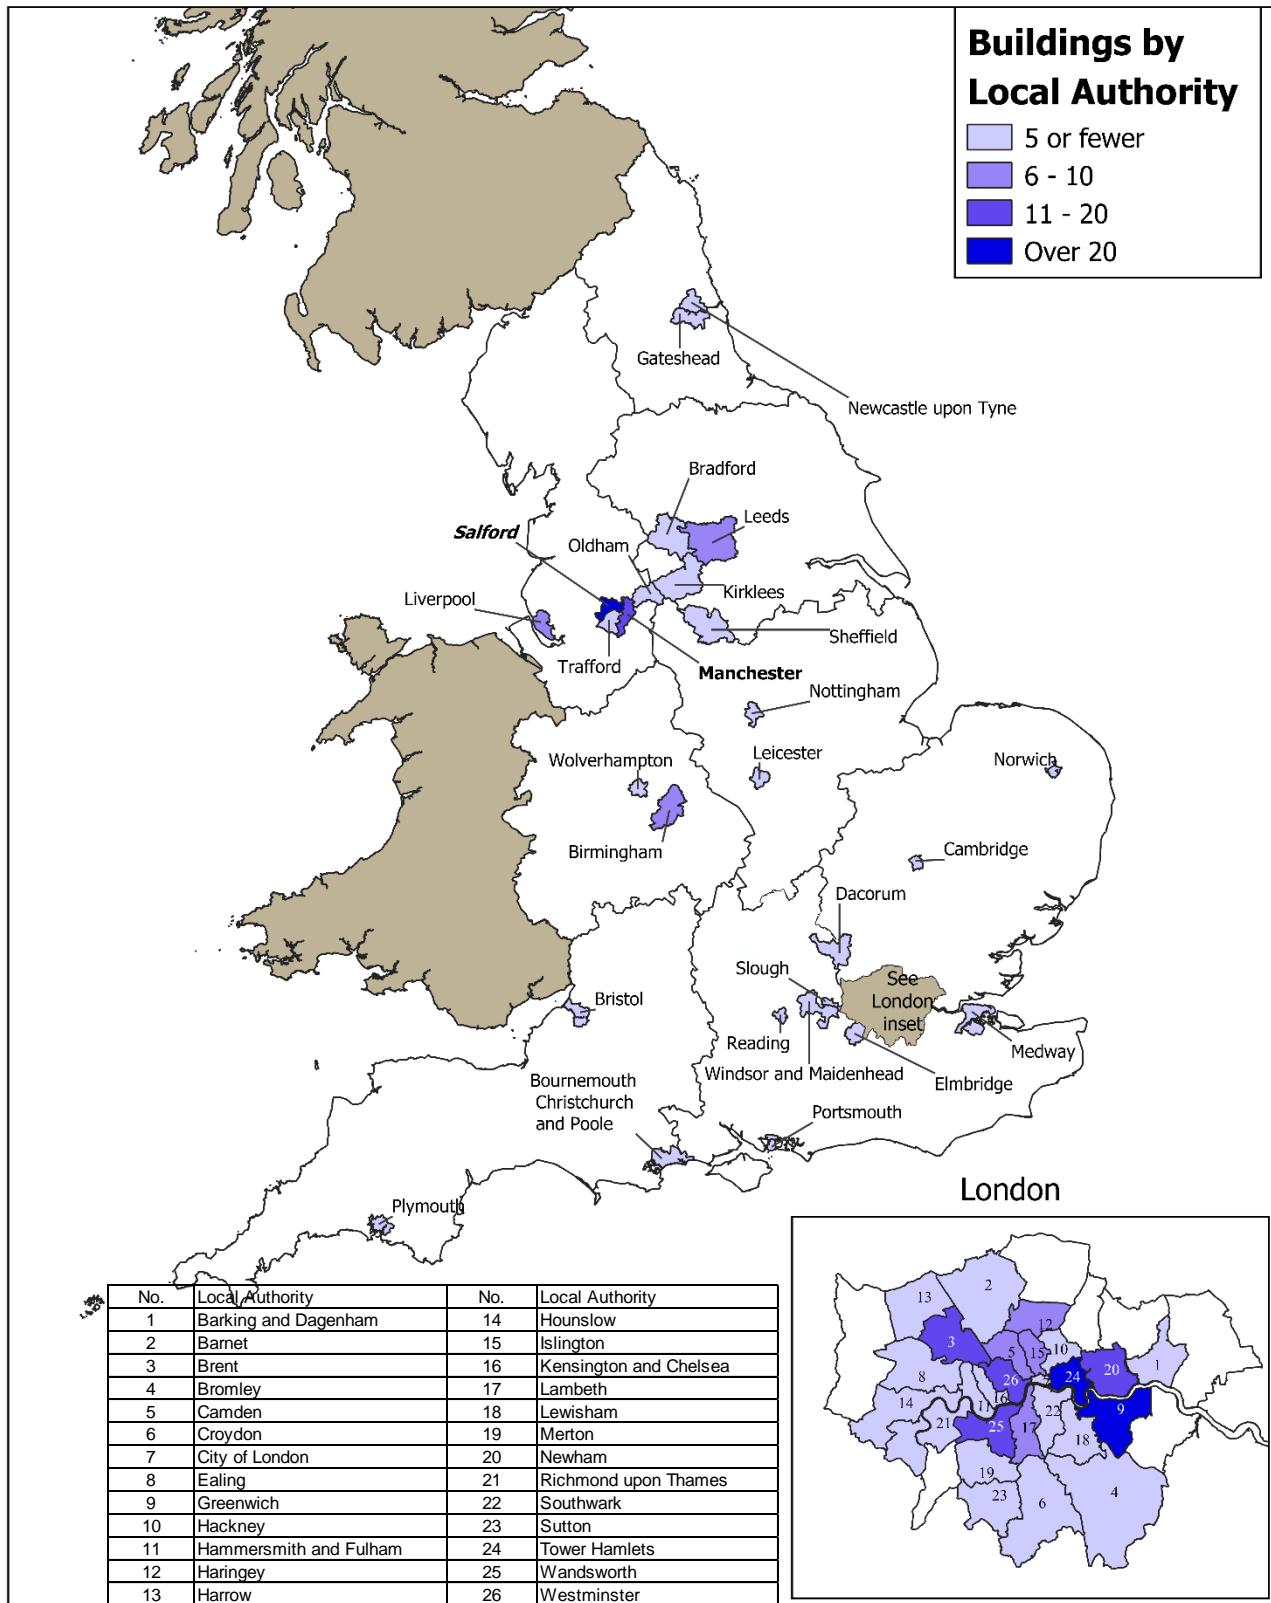 Buildings by
Local Authority
5 or fewer
6 - 10
11 - 20
Over 20
Gateshead
Newcastle upon Tyne
Bradford
Salford
Leeds
Oldham
Liverpool
Kirklees
Sheffield
Trafford
Manchester
Nottingham
Wolverhampton
Leicester
Norwich
Birmingham
Cambridge
Dacorum
Slough
See
London
inset
Bristol
Reading
Medway
Windsor and Maidenhead
Elmbridge
Bournemouth
Christchurch
and Poole
Portsmouth
Plymouth
London
No. Local Authority No. Local Authority
1 Barking and Dagenham 14 Hounslow
2 Barnet 15 Islington
3 Brent 16 Kensington and Chelsea
4 Bromley 17 Lambeth
5 Camden 18 Lewisham
6 Croydon 19 Merton
7 City of London 20 Newham
8 Ealing 21 Richmond upon Thames
9 Greenwich 22 Southwark
10 Hackney 23 Sutton
11 Hammersmith and Fulham 24 Tower Hamlets
12 Haringey 25 Wandsworth
13 Harrow 26 Westminster
2
13
12
3
5
15
10
1
8
26
7
24
20
16
14
11
9
21
25
17
22
18
19
23
6
4